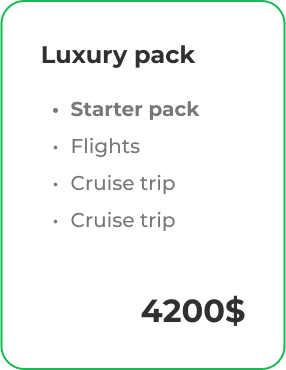 Luxury pack
• Starter pack
• Flights
• Cruise trip
• Cruise trip
4200$